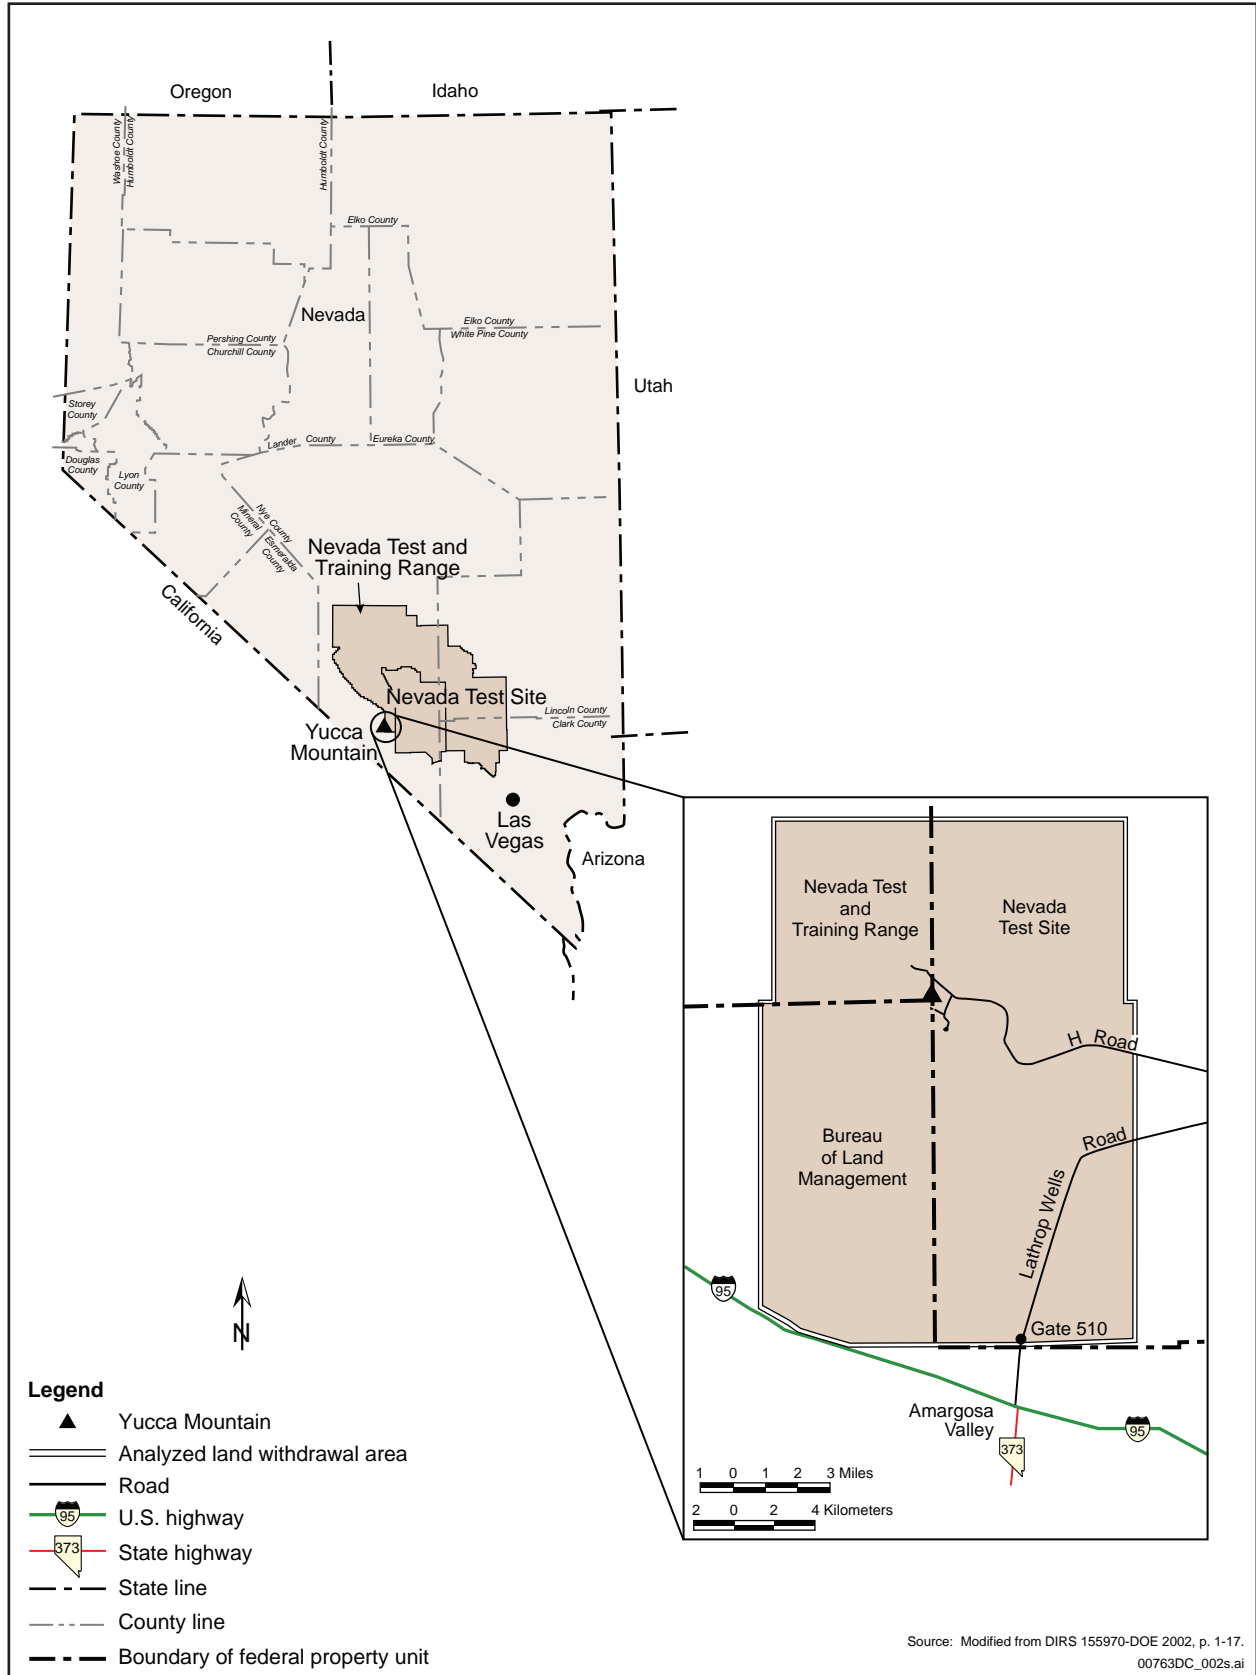 Oregon
Idaho
Washoe County
Humboldt County
Humboldt County
Elko County
Nevada
Elko County
White Pine County
Pershing County
Churchill County
Utah
Storey
County
Lander County
Eureka County
Douglas
County
Lyon
County
Nye County
Mineral
County
Esmeralda
County
Nevada Test and
Training Range
California
Nevada Test Site
Lincoln County
Clark County
Yucca
Mountain
Las
Vegas
Arizona
Nevada Test
and
Training Range
Nevada
Test Site
H Road
Bureau
of Land
Management
Road
Lathrop Wells
95
Gate 510
Amargosa
Valley
95
373
1 0 1 2 3 Miles
2 0 2 4 Kilometers
N
Legend
Yucca Mountain
Analyzed land withdrawal area
Road
95 U.S. highway
373 State highway
State line
County line
Boundary of federal property unit
Source: Modified from DIRS 155970-DOE 2002, p. 1-17.
00763DC_002s.ai